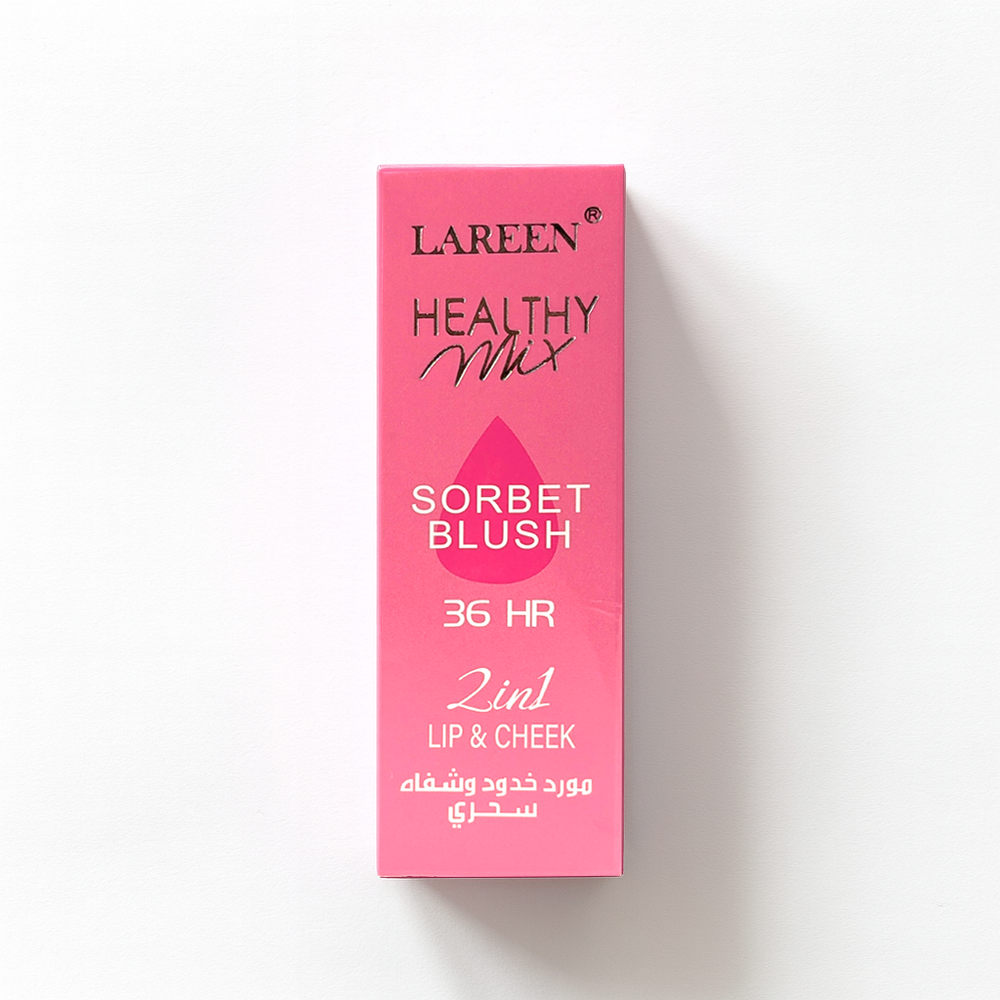 LAREEN®
HEALTHY
Mix
SORBET
BLUSH
36 HR
2in1
LIP & CHEEK
مورد خدود وشفاه
سحري